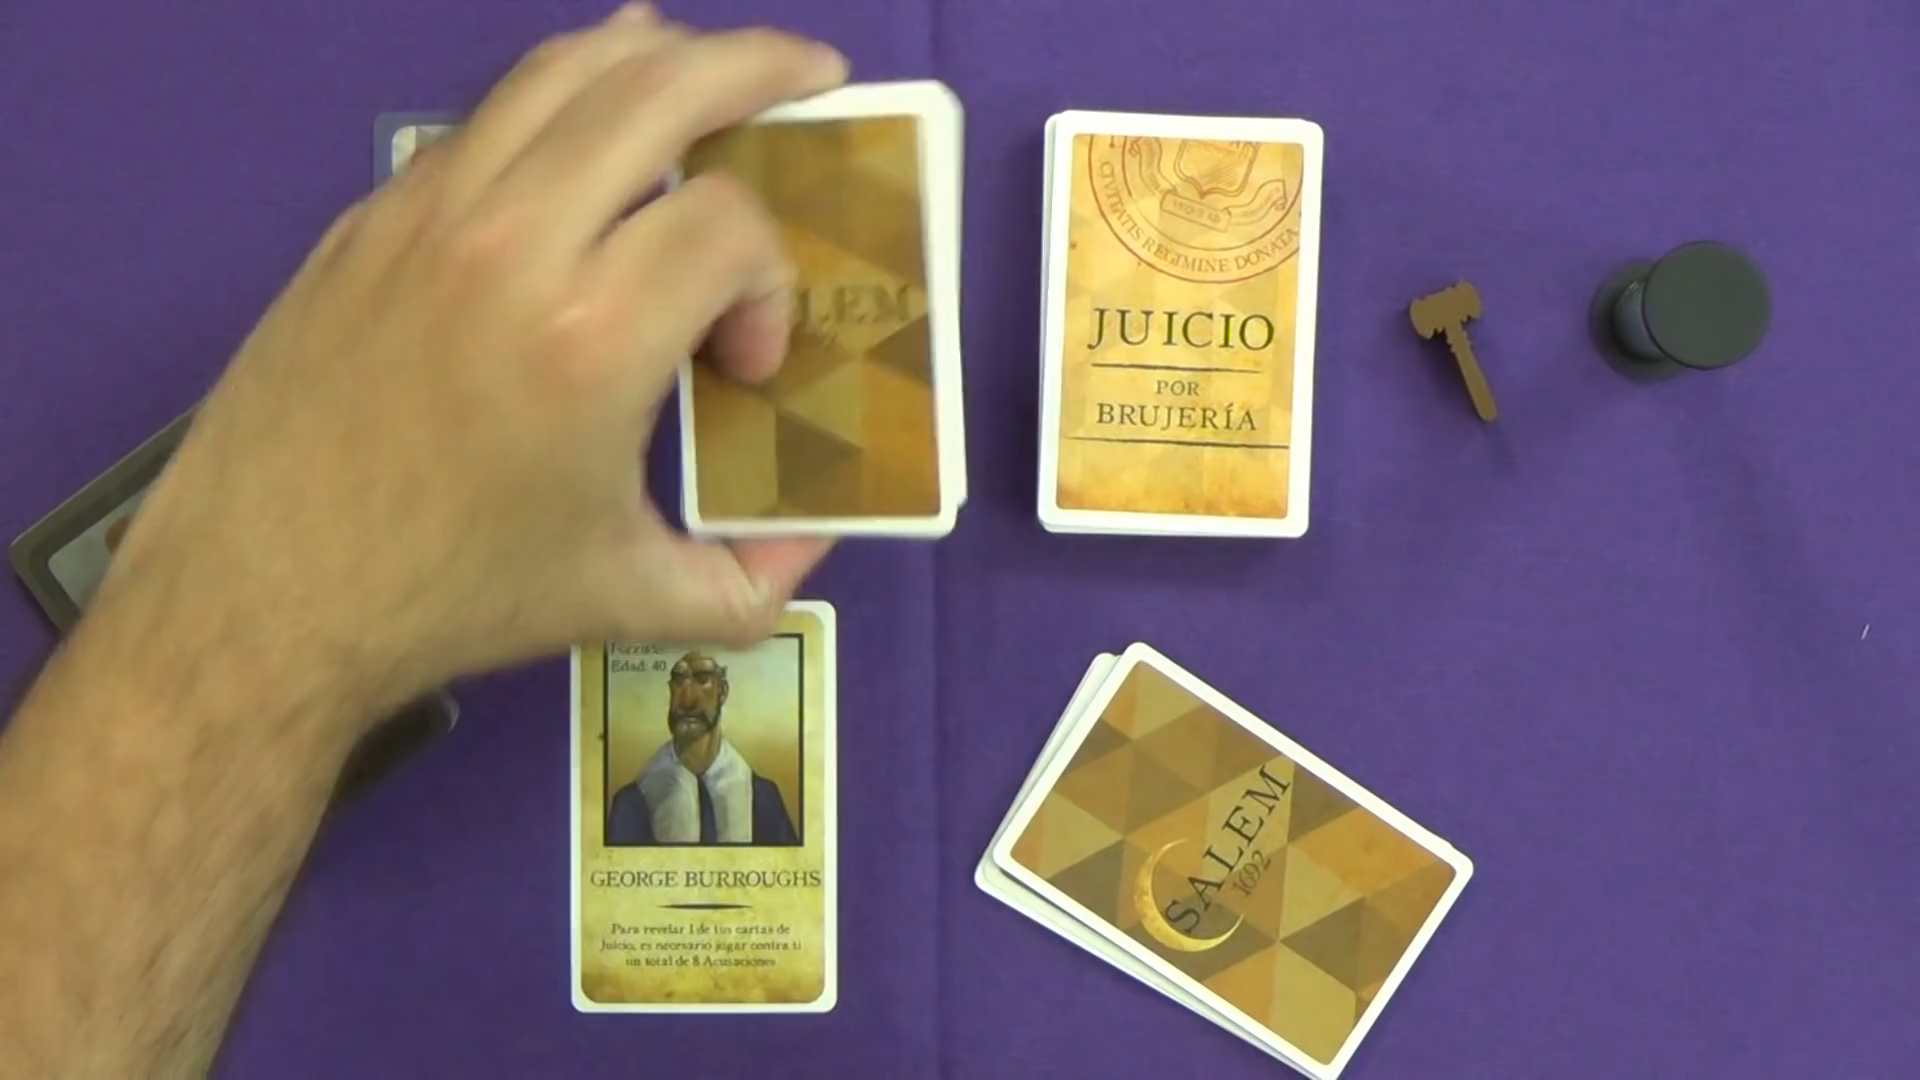 LEM
CIVITATIS REGIMINE DONATA
JUICIO
POR
BRUJERÍA
Edad: 40
GEORGE BURROUGHS
Para revelar 1 de tus cartas de
Juicio, es necesario jugar contra ti
un total de 8 Acusaciones
SALEM
1692